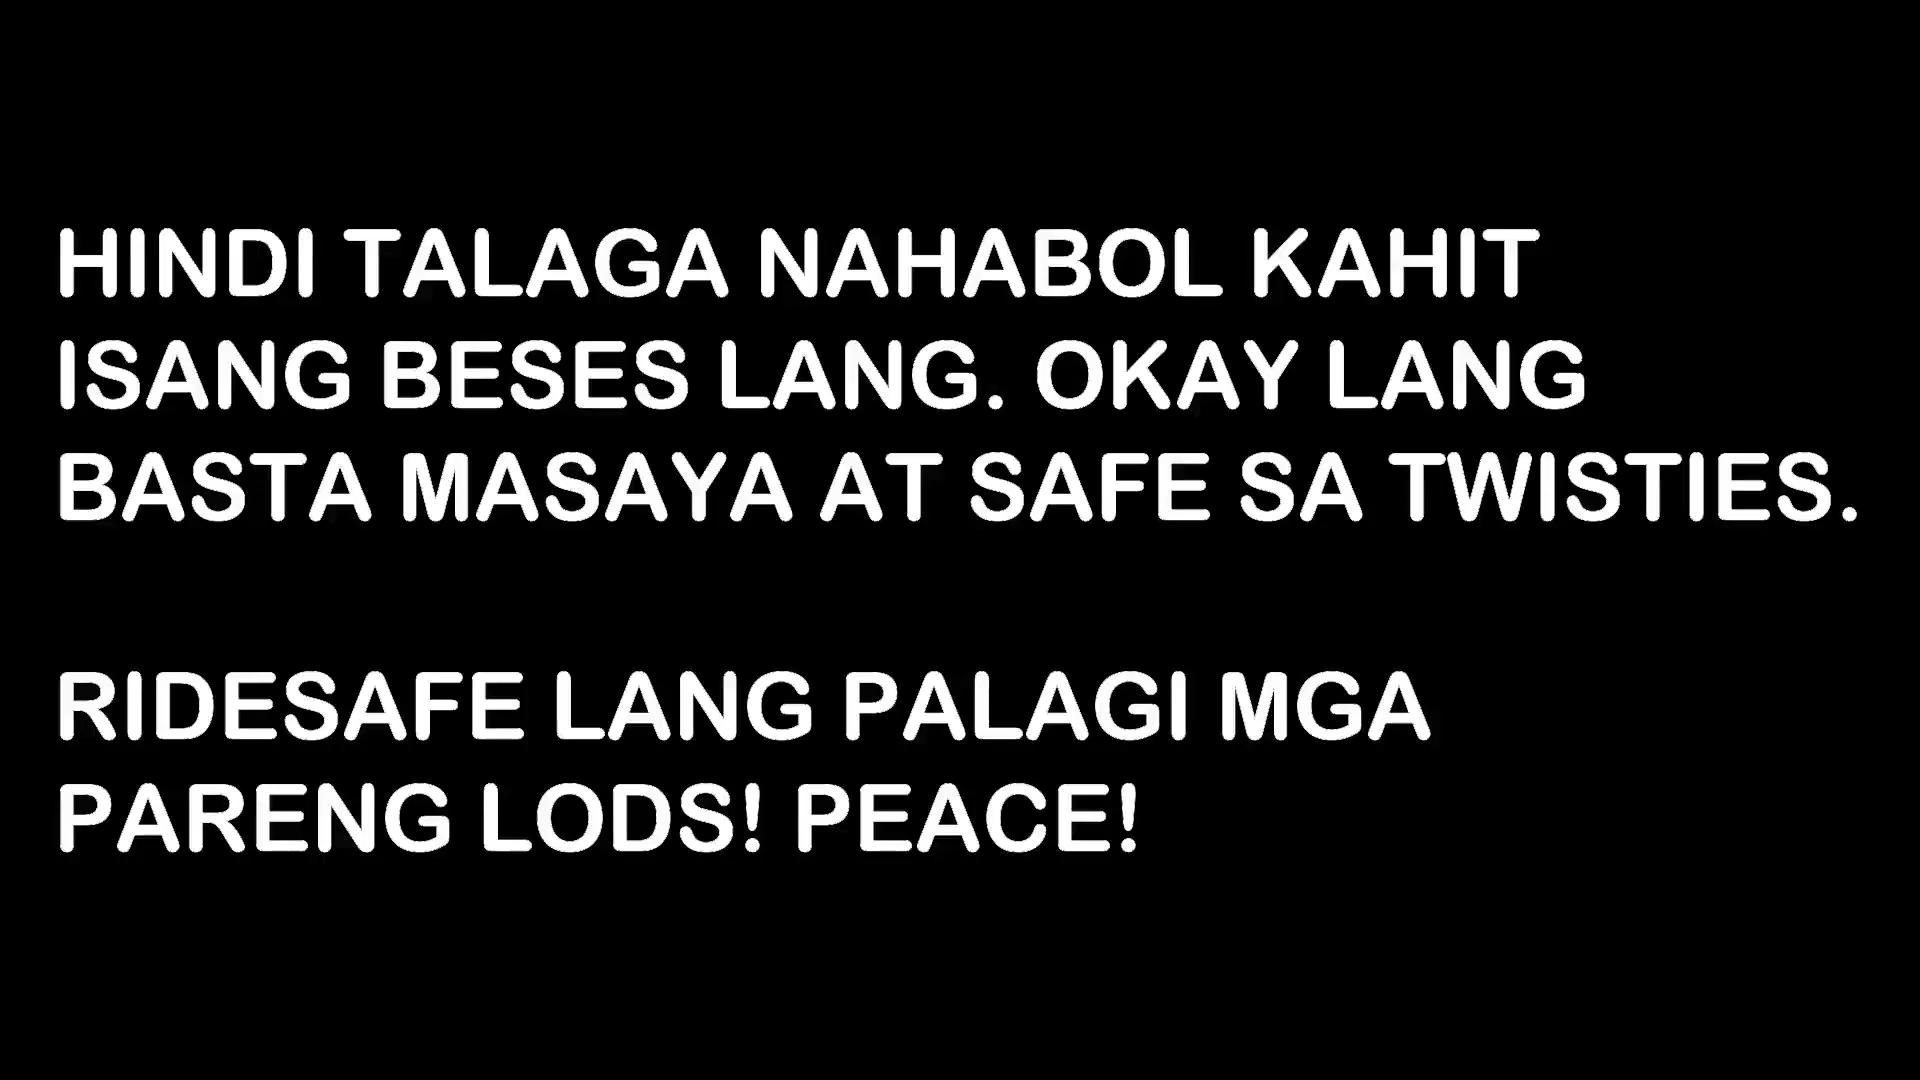 HINDI TALAGA NAHABOL KAHIT
ISANG BESES LANG. OKAY LANG
BASTA MASAYA AT SAFE SA TWISTIES.
RIDESAFE LANG PALAGI MGA
PARENG LODS! PEACE!